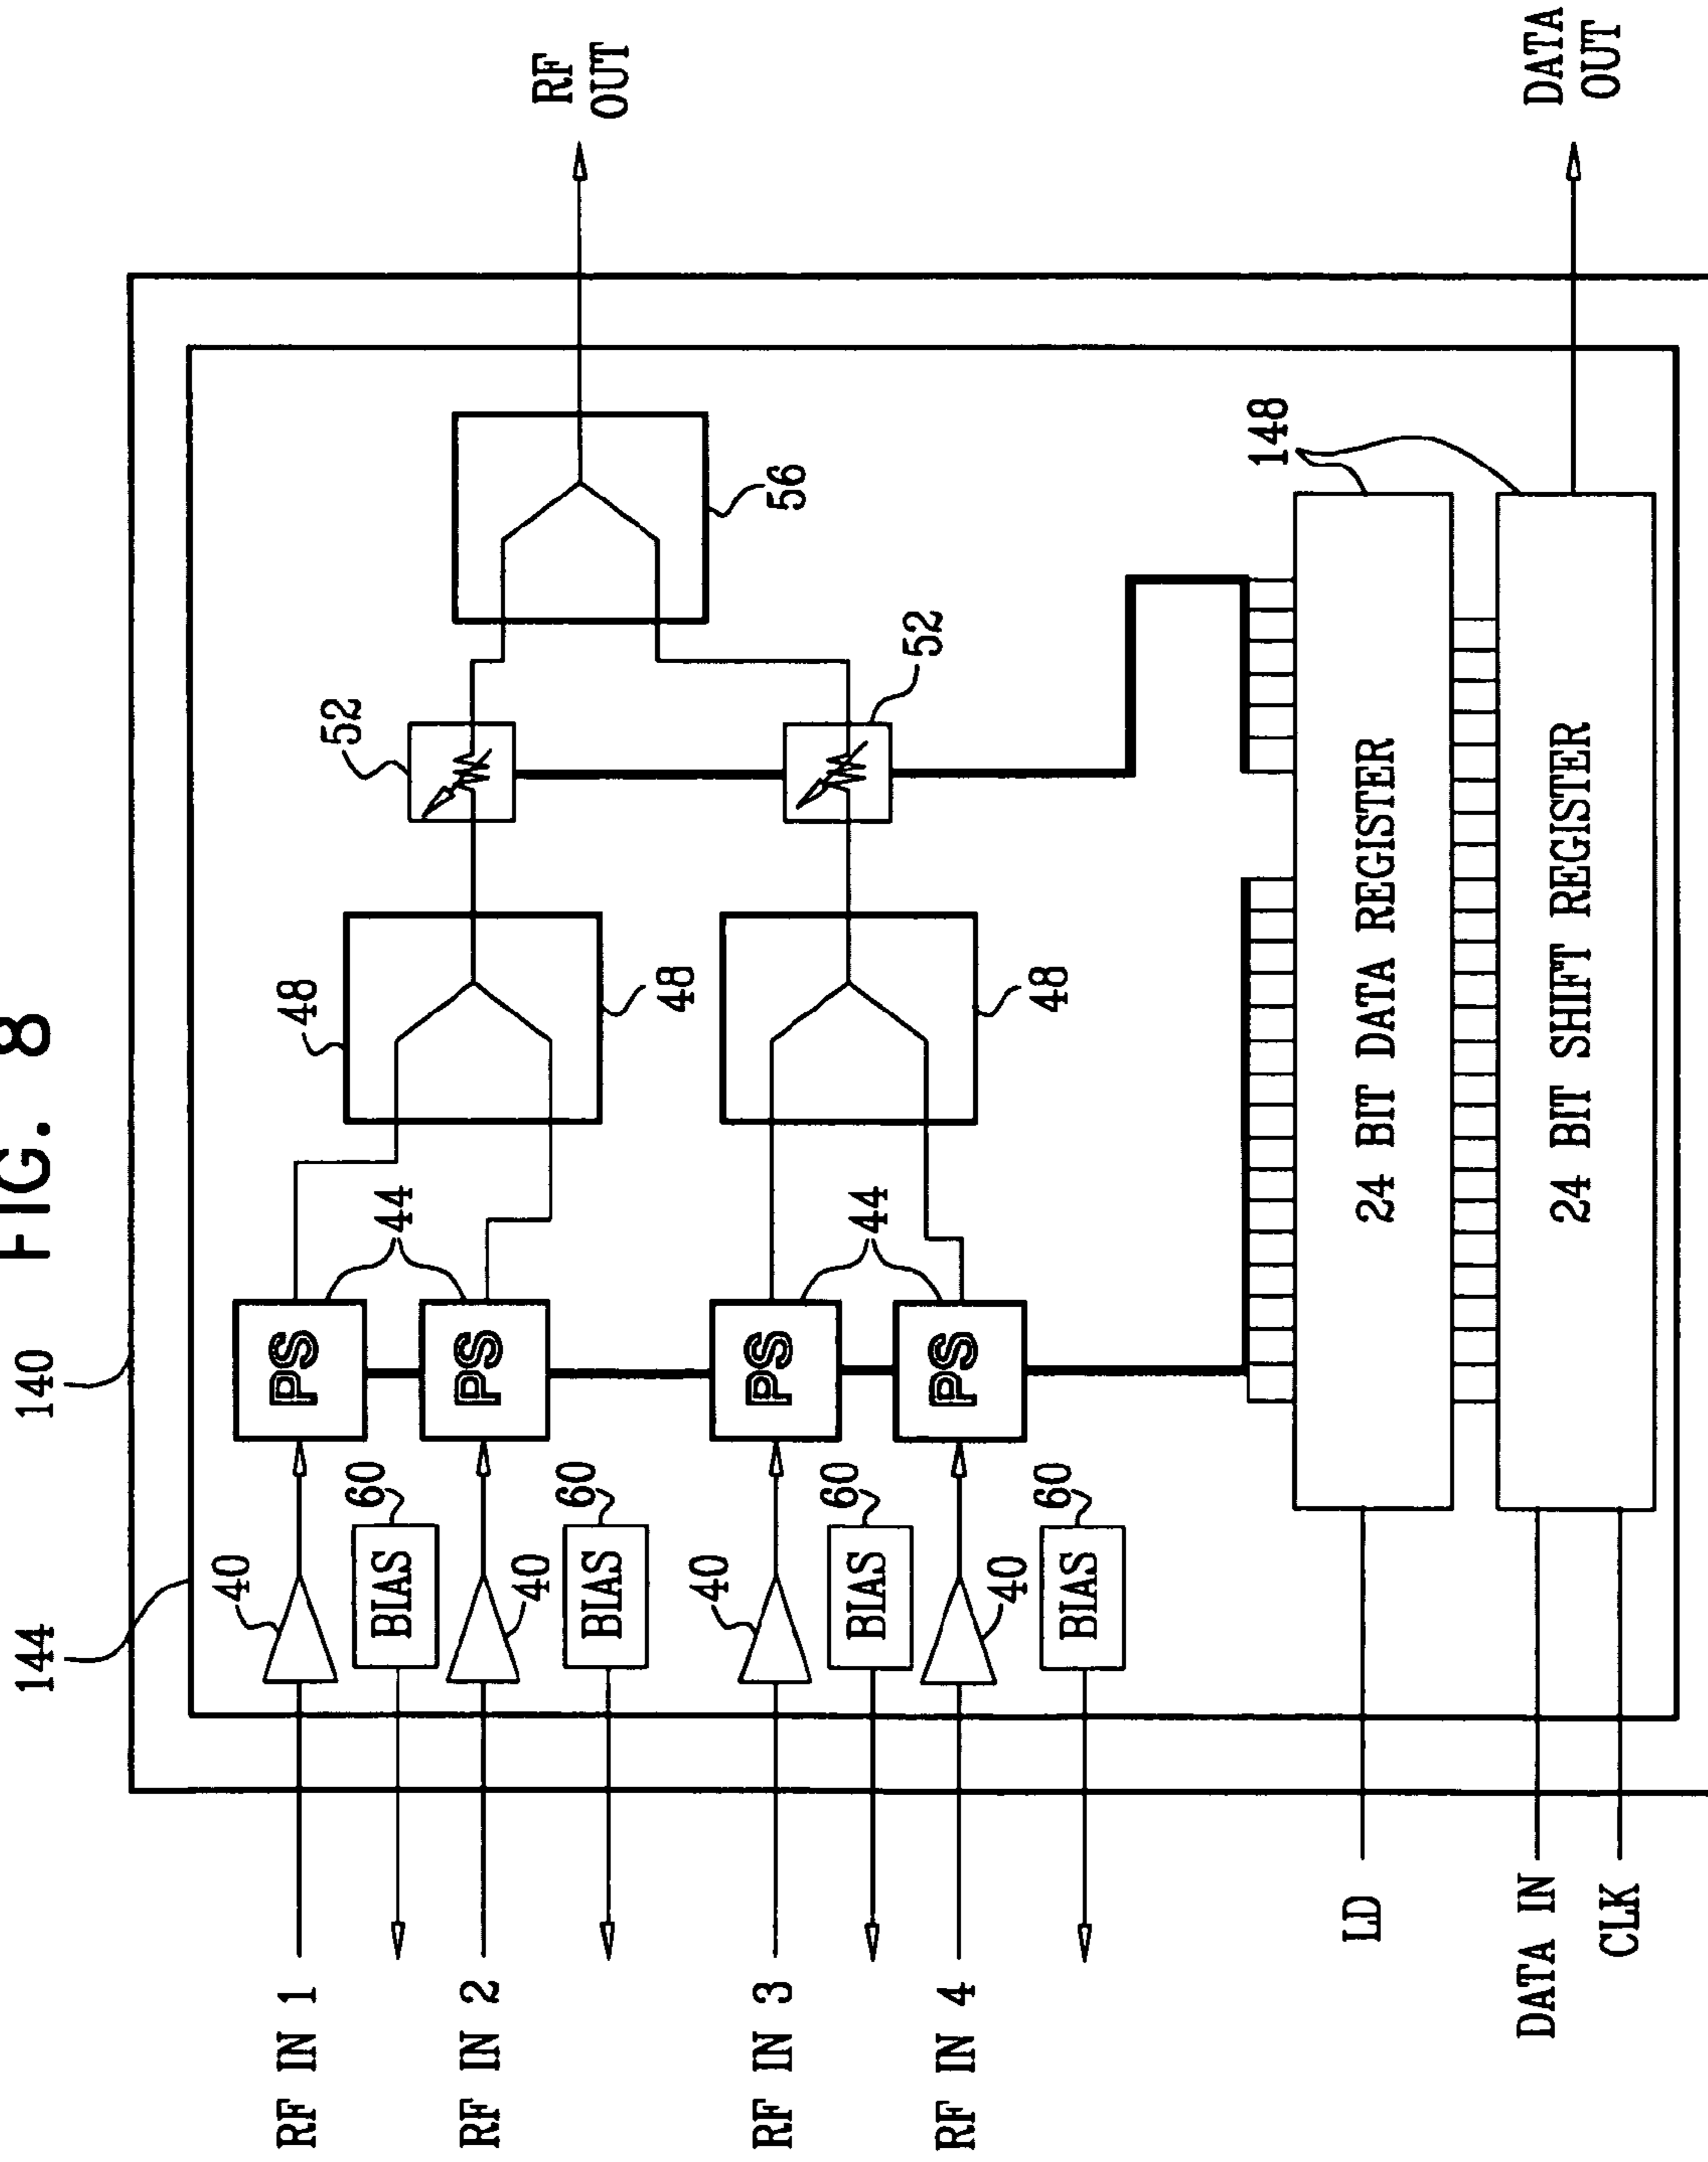 FIG. 8
140
144
RF IN 1
40
PS
44
48
48
52
56
RF
OUT
BIAS
60
RF IN 2
40
PS
BIAS
60
RF IN 3
40
PS
44
48
52
BIAS
60
RF IN 4
40
PS
BIAS
60
148
LD
24 BIT DATA REGISTER
DATA IN
CLK
24 BIT SHIFT REGISTER
DATA
OUT